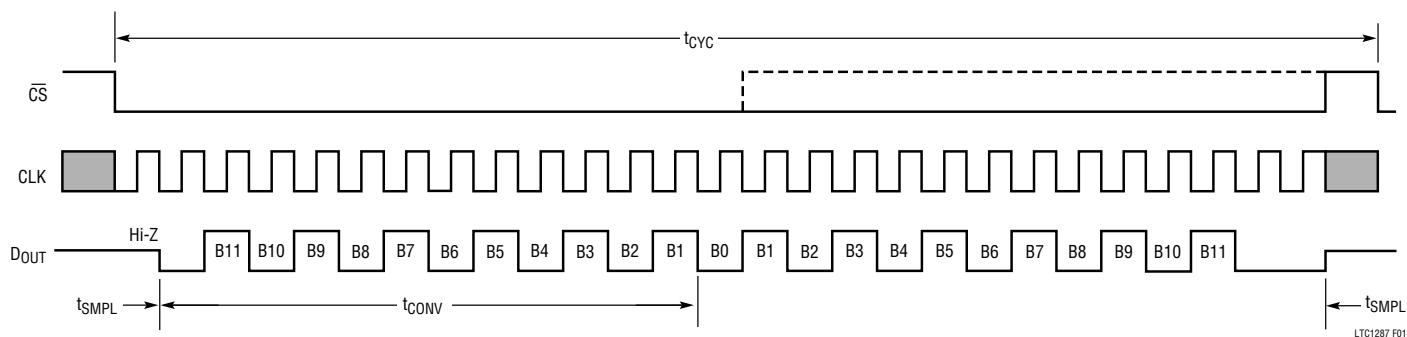 tCYC
CS
CLK
Hi-Z
DOUT
B11 B10 B9 B8 B7 B6 B5 B4 B3 B2 B1 B0 B1 B2 B3 B4 B5 B6 B7 B8 B9 B10 B11
tSMPL tCONV tSMPL
LTC1287 F01